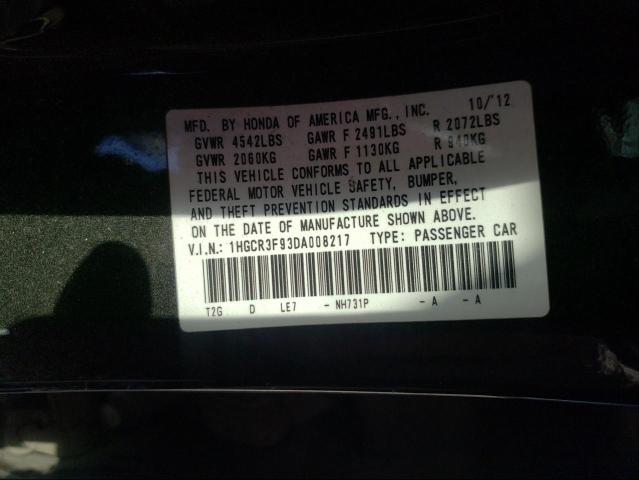 MFD. BY HONDA OF AMERICA MFG., INC. 10/'12
GVWR 4542LBS GAWR F 2491LBS R 2072LBS
GVWR 2060KG GAWR F 1130KG R 940KG
THIS VEHICLE CONFORMS TO ALL APPLICABLE
FEDERAL MOTOR VEHICLE SAFETY, BUMPER,
AND THEFT PREVENTION STANDARDS IN EFFECT
ON THE DATE OF MANUFACTURE SHOWN ABOVE.
V.I.N.: 1HGCR3F93DA008217 TYPE: PASSENGER CAR
T2G D LE7 - NH731P - A - A